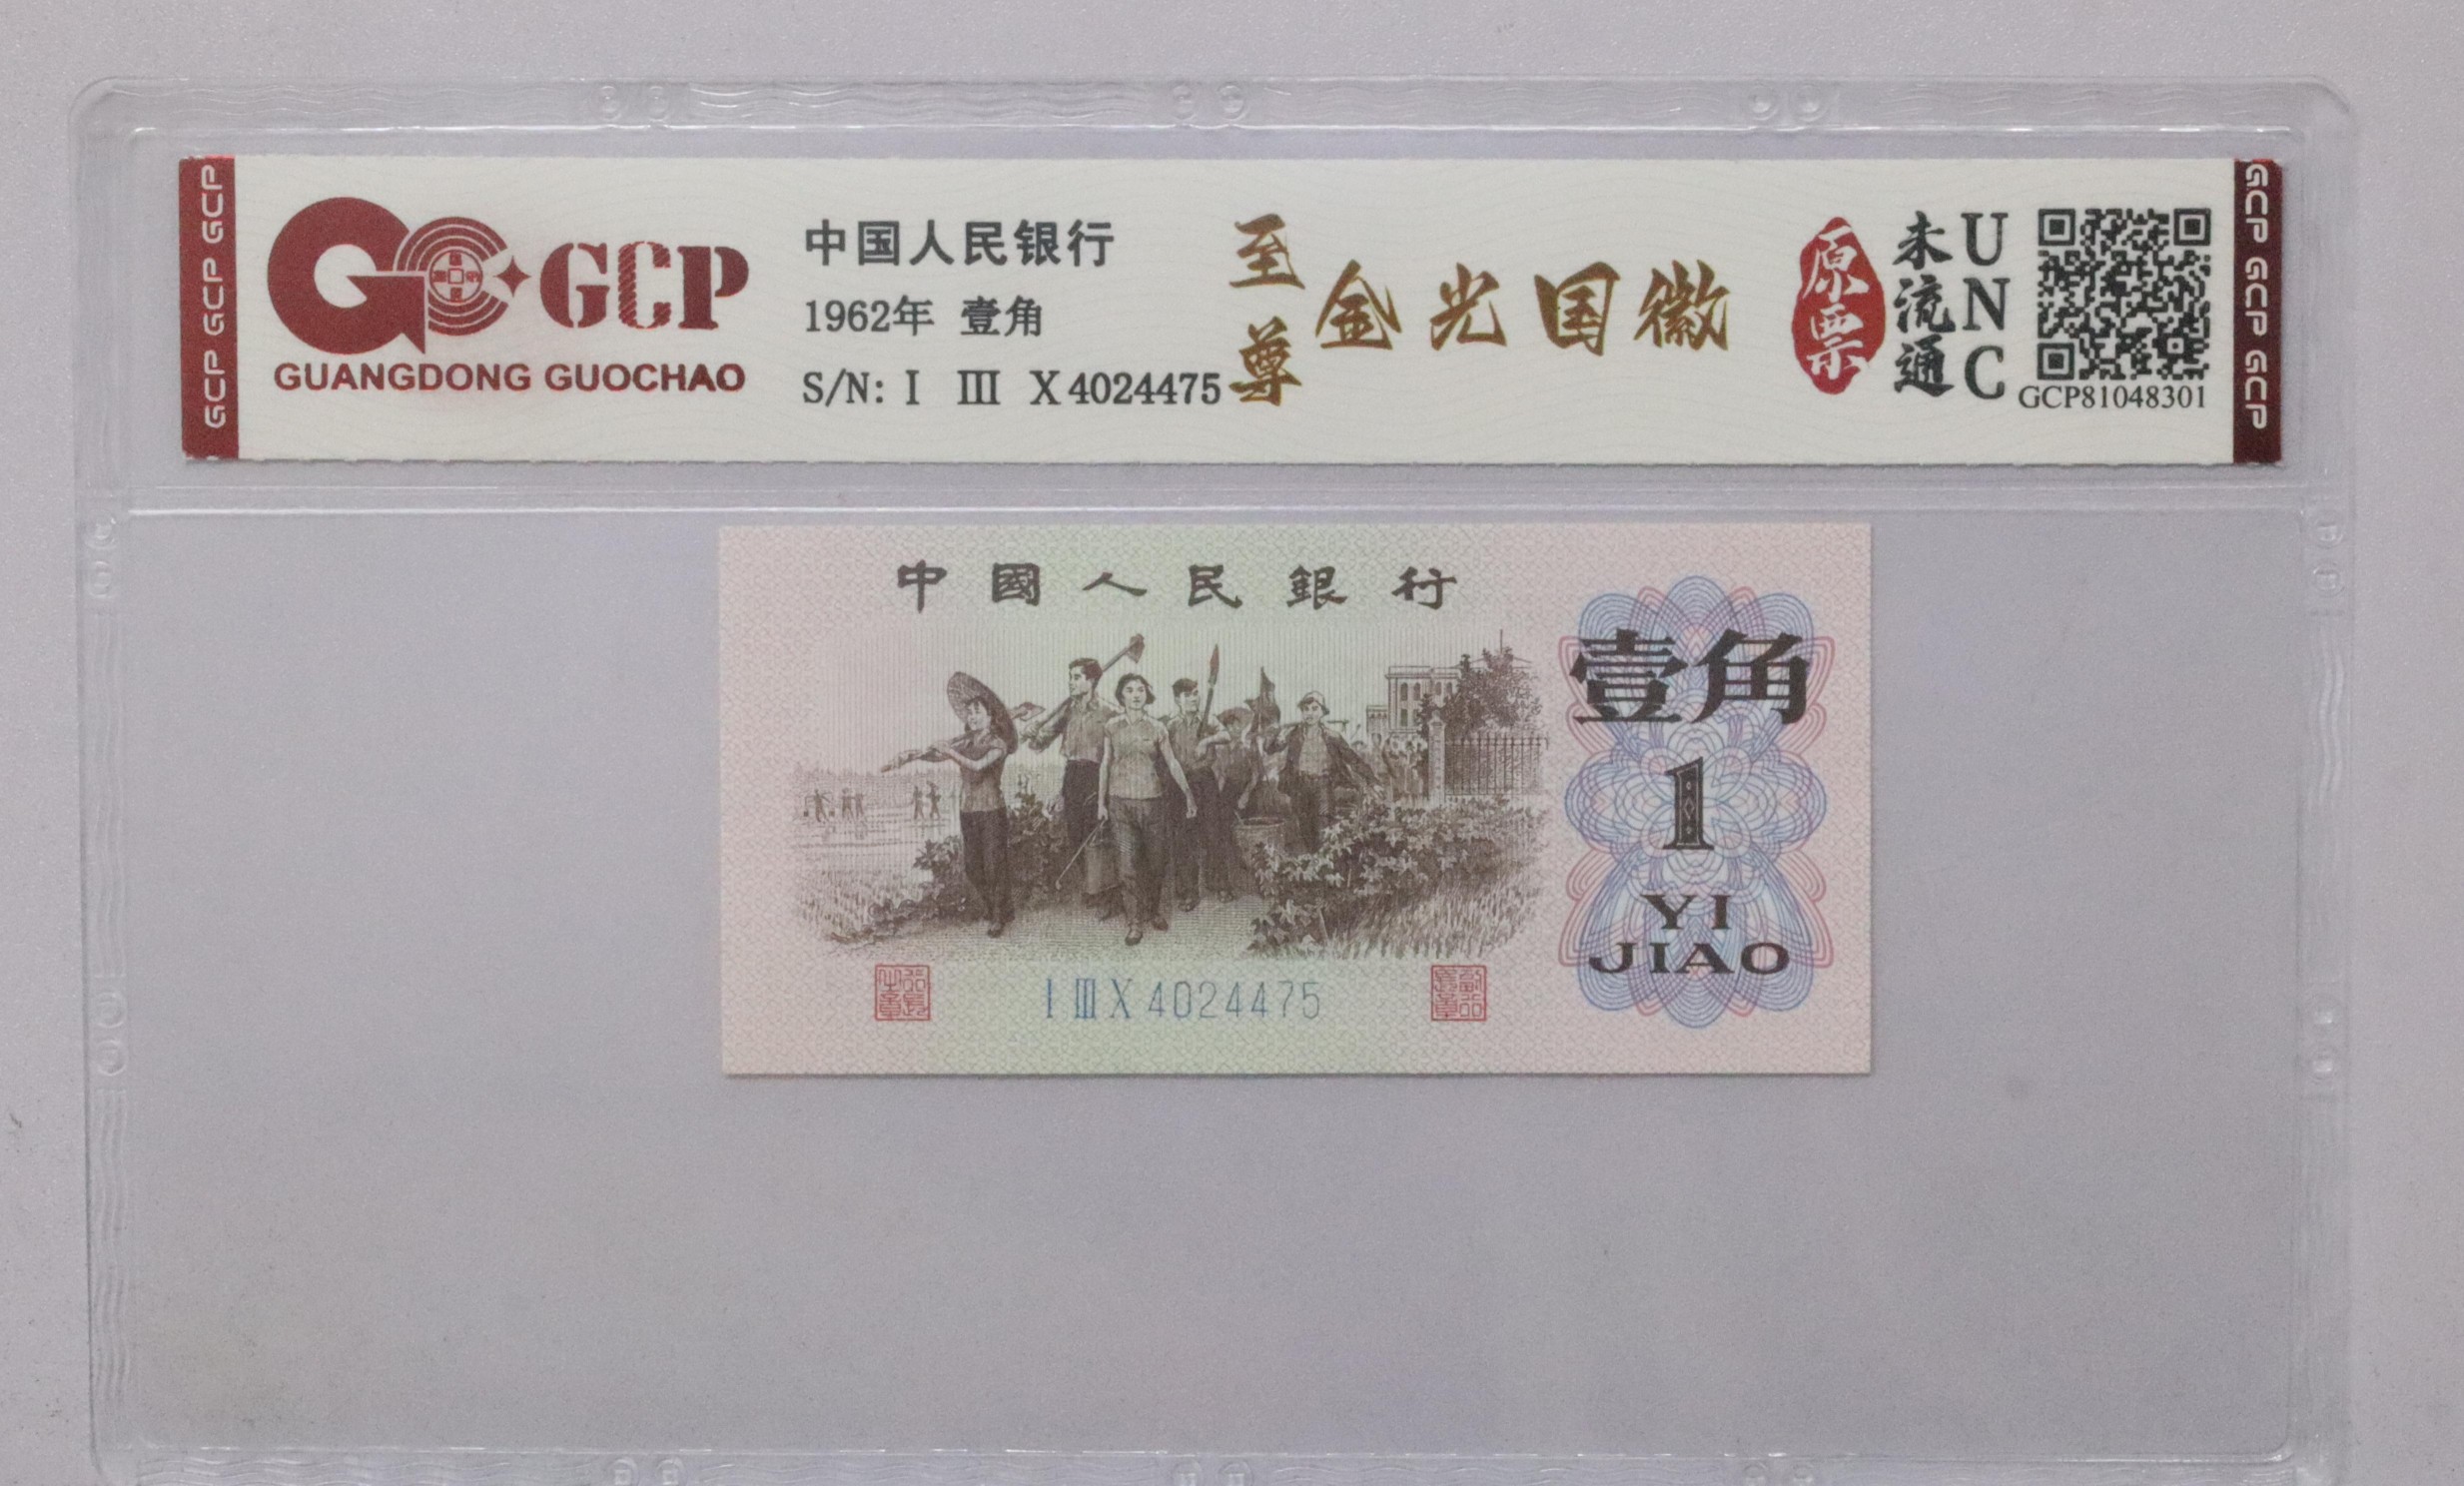 GCP GCP GCP
GCP
GUANGDONG GUOCHAO
中国人民银行
1962年 壹角
S/N: I III X 4024475
至尊
金光国徽
原票
未流通
UNC
GCP81048301
GCP GCP GCP
中國人民銀行
壹角
1
YI
JIAO
I III X 4024475